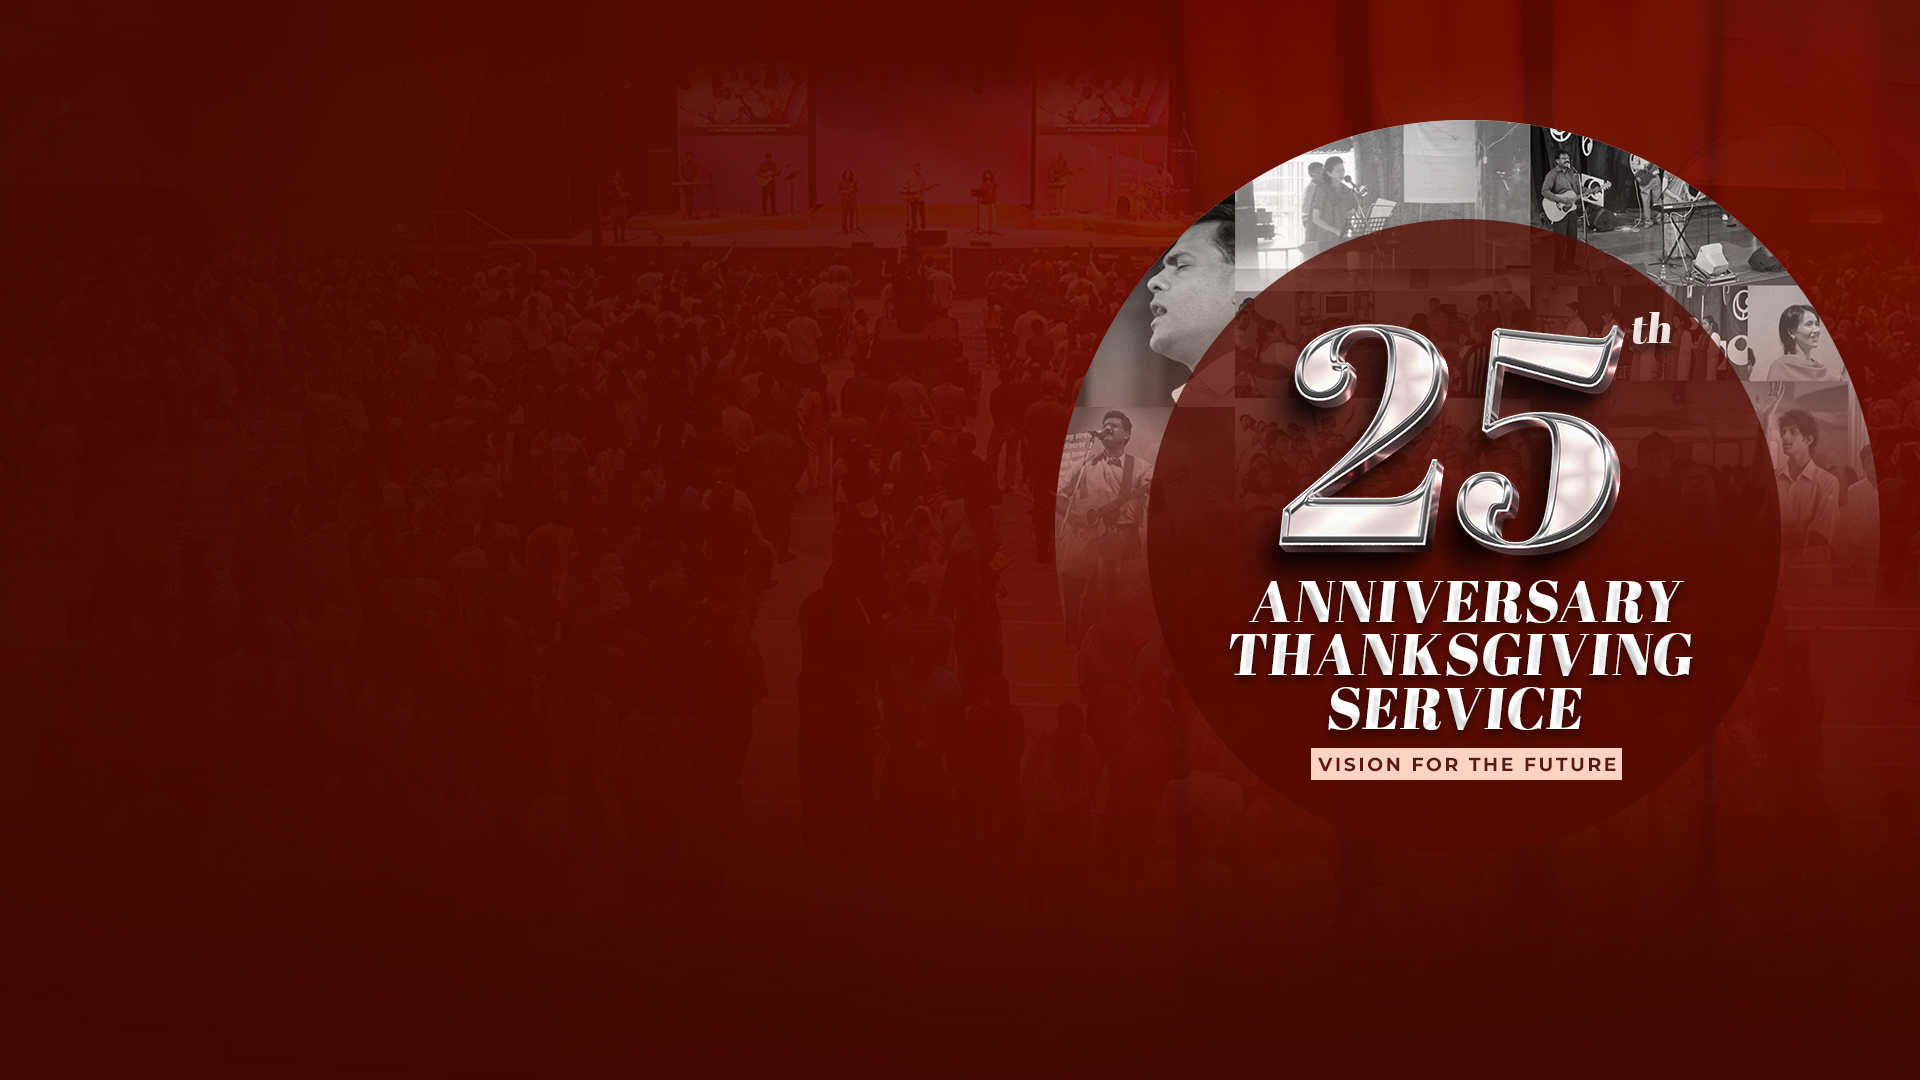 25th
ANNIVERSARY
THANKSGIVING
SERVICE
VISION FOR THE FUTURE